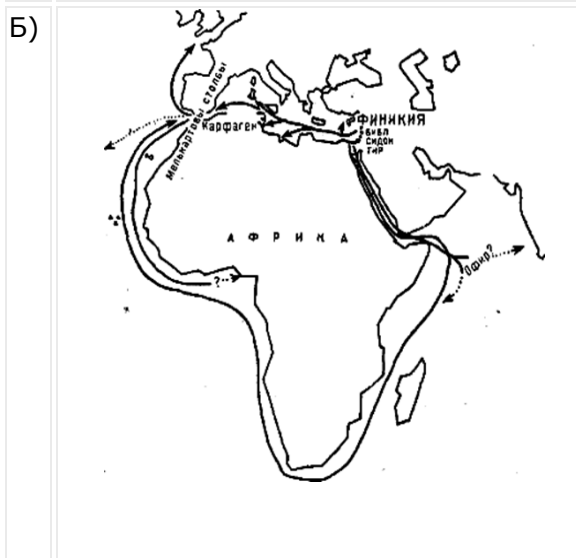 Б)
Мелькартовы столбы
Карфаген
ФИНИКИЯ
БИБЛ
СИДОН
ТИР
АФРИКА
Офир?
?